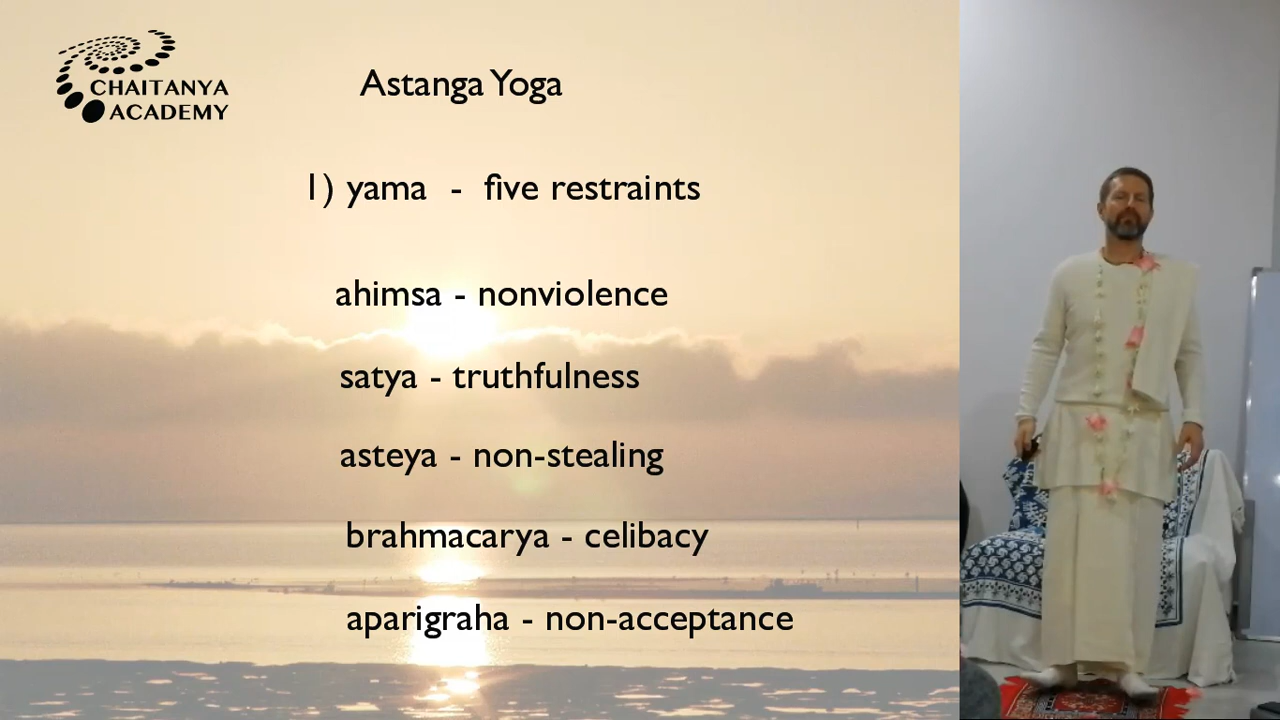 CHAITANYA
ACADEMY
Astanga Yoga
1) yama - five restraints
ahimsa - nonviolence
satya - truthfulness
asteya - non-stealing
brahmacarya - celibacy
aparigraha - non-acceptance